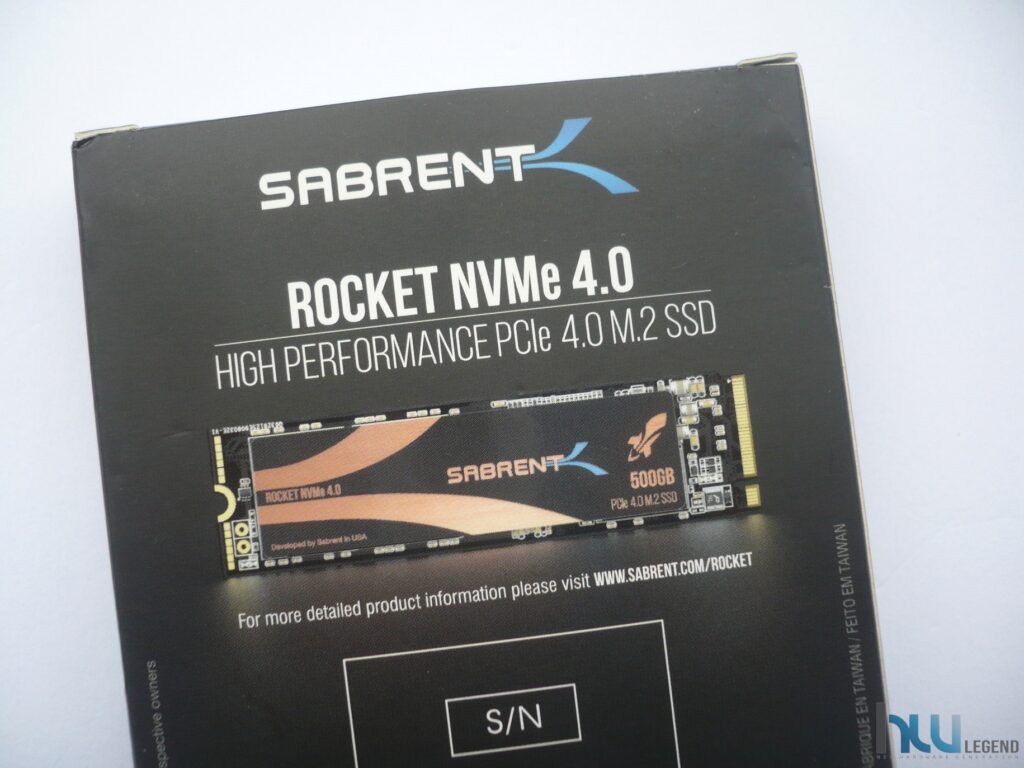 SABRENT
ROCKET NVMe 4.0
HIGH PERFORMANCE PCIe 4.0 M.2 SSD
SABRENT
500GB
ROCKET NVMe 4.0
PCIe 4.0 M.2 SSD
Developed by Sabrent in USA
For more detailed product information please visit WWW.SABRENT.COM/ROCKET
S/N
spective owners
ABRIQUE EN TAIWAN / FEITO EM TAIWAN
LEGEND